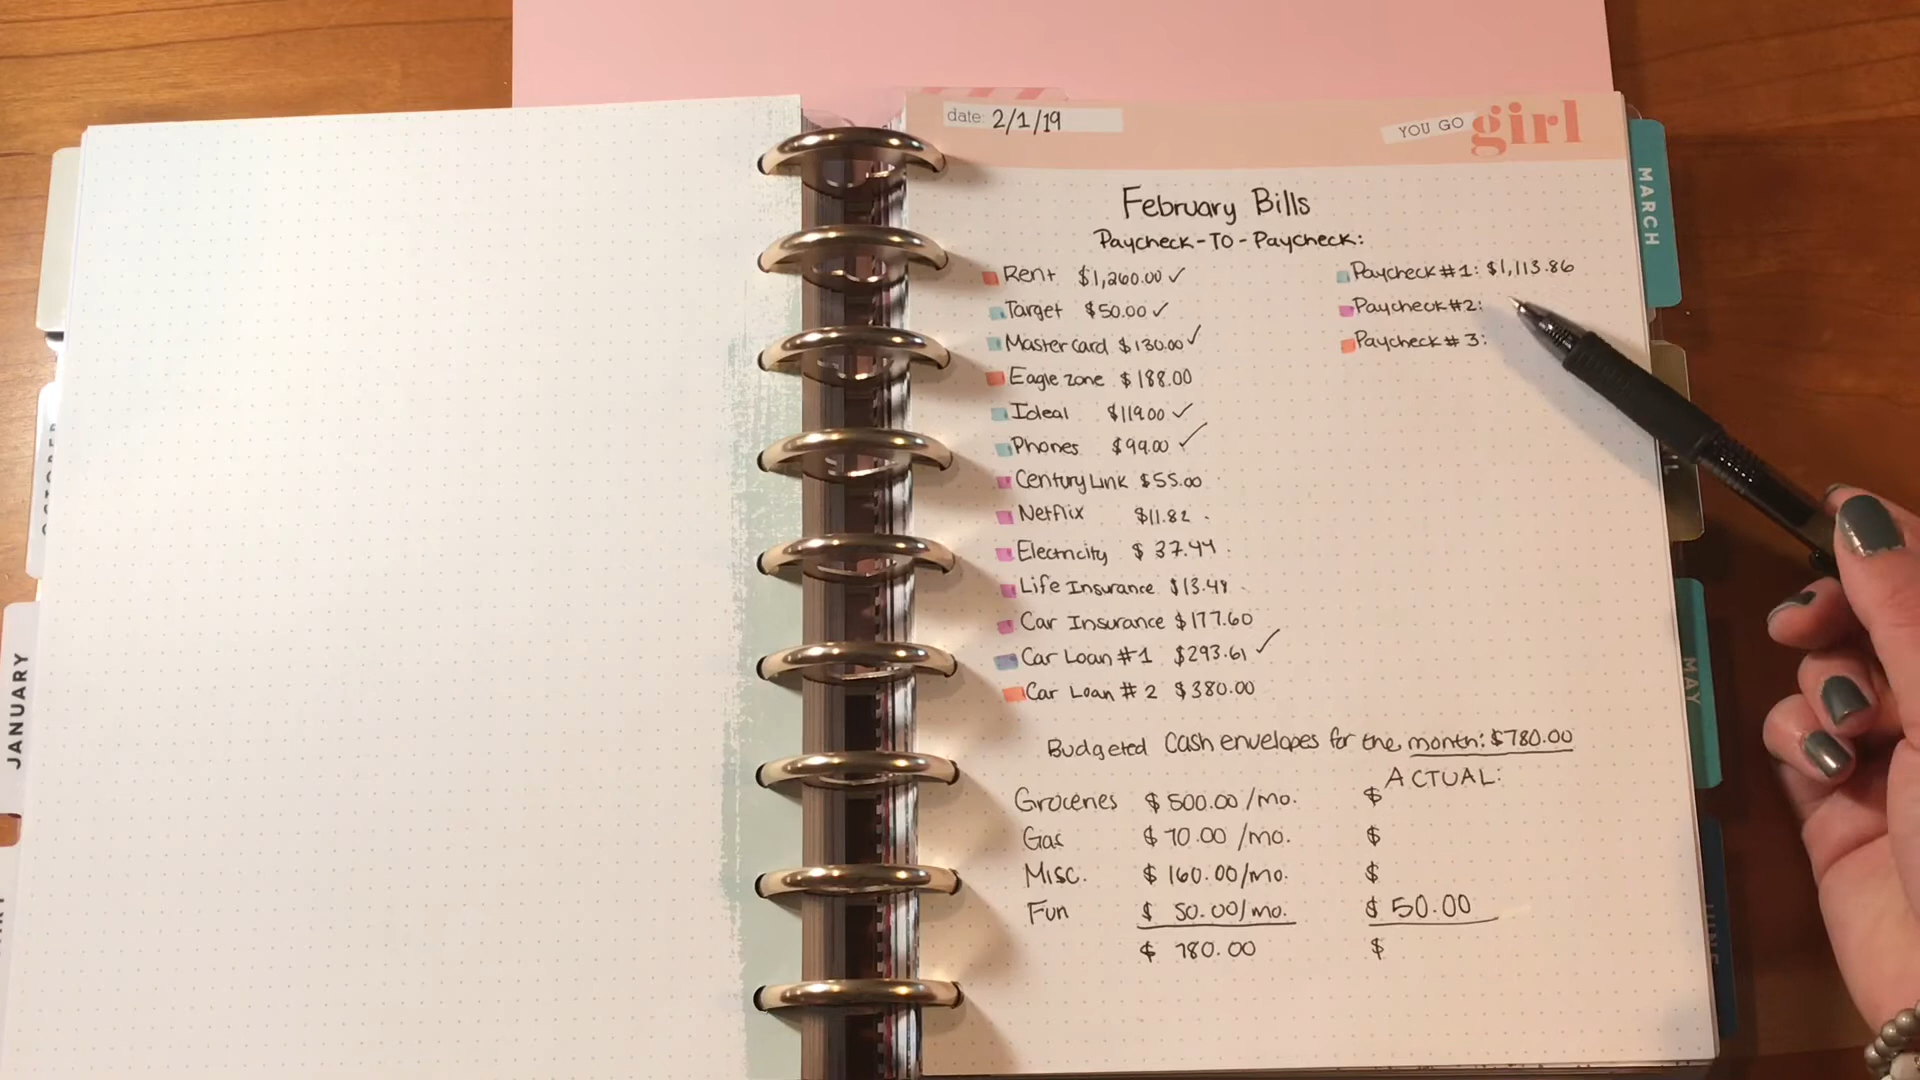 date: 2/1/19
YOU GO girl
February Bills
Paycheck-To-Paycheck:
Rent $1,260.00 ✓
Target $50.00 ✓
Mastercard $130.00 ✓
Eagle zone $188.00
Ideal $119.00 ✓
Phones $99.00 ✓
Century Link $55.00
Netflix $11.82
Electricity $37.44
Life Insurance $13.48
Car Insurance $177.60
Car Loan #1 $293.61 ✓
Car Loan #2 $380.00
Paycheck #1: $1,113.86
Paycheck #2:
Paycheck #3:
Budgeted cash envelopes for the month: $780.00
ACTUAL:
Groceries $500.00/mo. $
Gas $70.00/mo. $
Misc. $160.00/mo. $
Fun $50.00/mo. $50.00
$780.00 $
MARCH
MAY
JUNE
OCTOBER
JANUARY